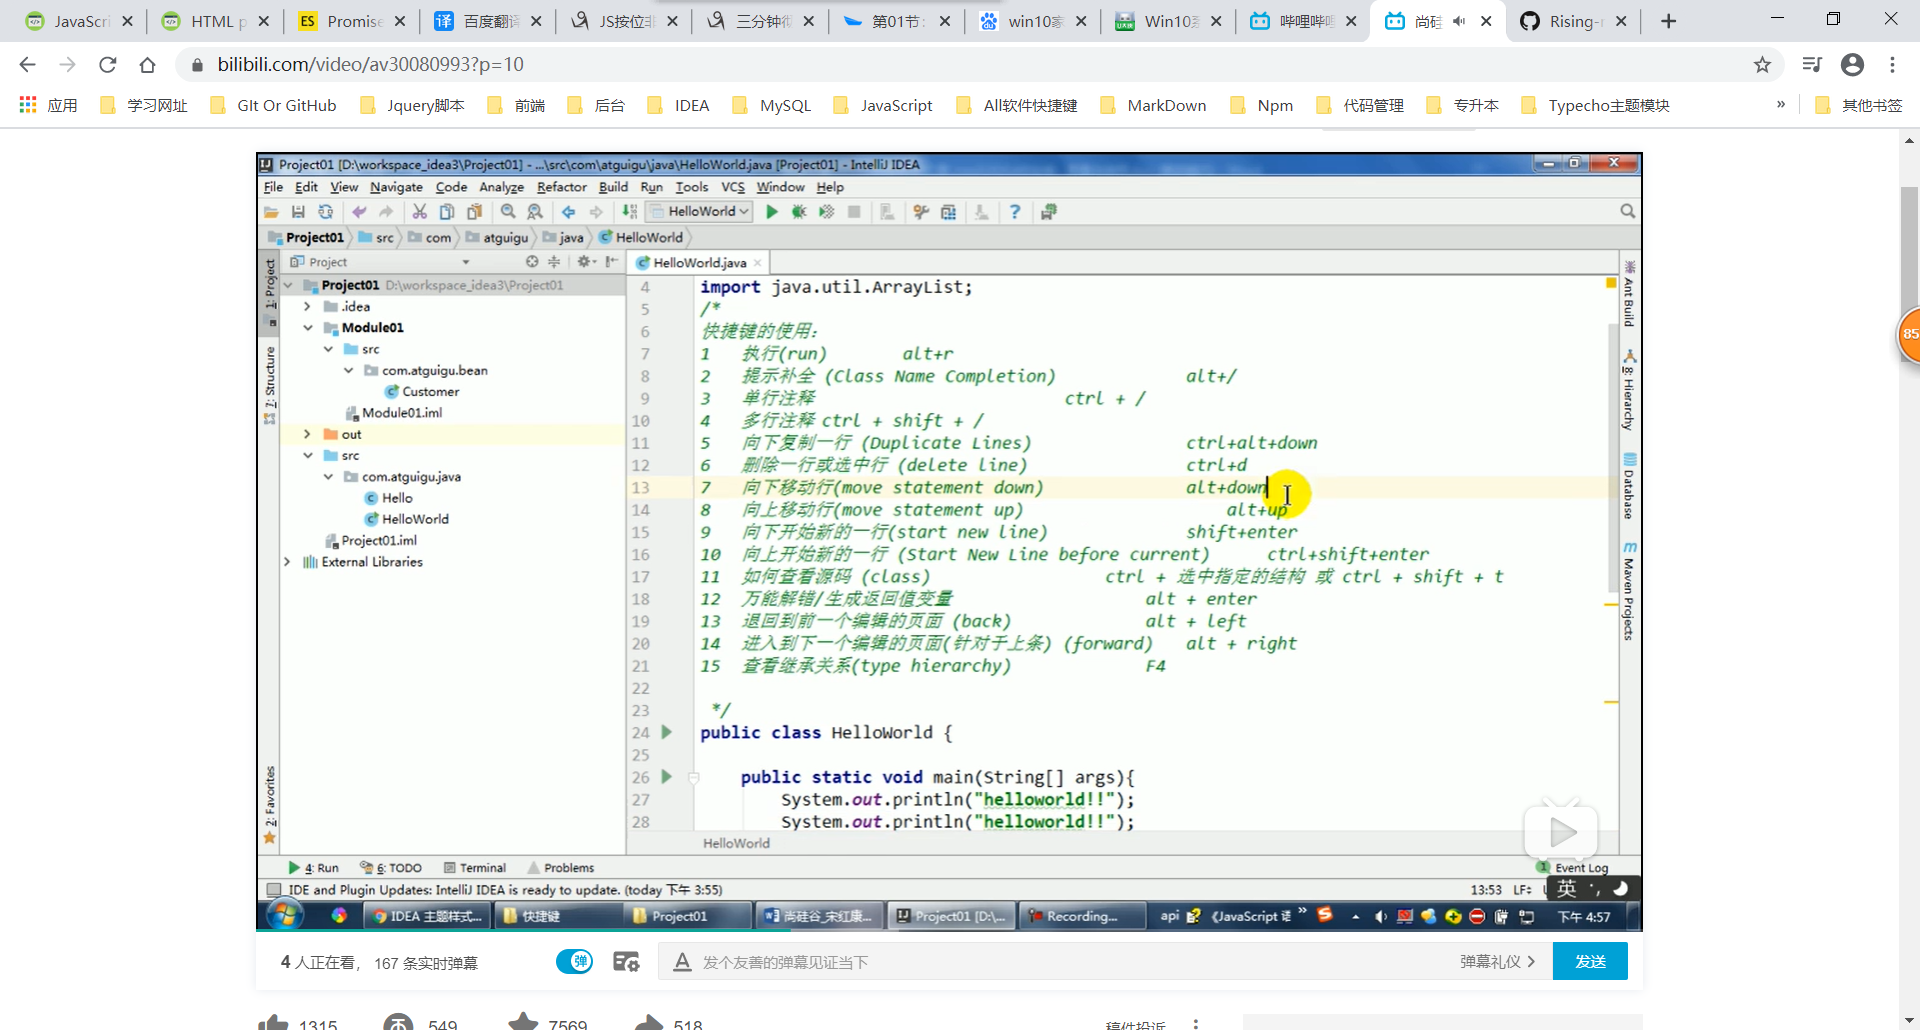 JavaScri
HTML p
ES Promise
译 百度翻译
JS按位非
三分钟彻
第01节：
win10家
Win10系
哔哩哔哩
尚硅
Rising-
bilibili.com/video/av30080993?p=10
应用 学习网址 GIt Or GitHub Jquery脚本 前端 后台 IDEA MySQL JavaScript All软件快捷键 MarkDown Npm 代码管理 专升本 Typecho主题模块 » 其他书签
Project01 [D:\workspace_idea3\Project01] - ...\src\com\atguigu\java\HelloWorld.java [Project01] - IntelliJ IDEA
File Edit View Navigate Code Analyze Refactor Build Run Tools VCS Window Help
HelloWorld
Project01 src com atguigu java HelloWorld
1: Project
7: Structure
2: Favorites
Project
Project01 D:\workspace_idea3\Project01
.idea
Module01
src
com.atguigu.bean
Customer
Module01.iml
out
src
com.atguigu.java
Hello
HelloWorld
Project01.iml
External Libraries
HelloWorld.java
4 import java.util.ArrayList;
5 /*
6 快捷键的使用:
7 1 执行(run) alt+r
8 2 提示补全 (Class Name Completion) alt+/
9 3 单行注释 ctrl + /
10 4 多行注释 ctrl + shift + /
11 5 向下复制一行 (Duplicate Lines) ctrl+alt+down
12 6 删除一行或选中行 (delete line) ctrl+d
13 7 向下移动行(move statement down) alt+down
14 8 向上移动行(move statement up) alt+up
15 9 向下开始新的一行(start new line) shift+enter
16 10 向上开始新的一行 (Start New Line before current) ctrl+shift+enter
17 11 如何查看源码 (class) ctrl + 选中指定的结构 或 ctrl + shift + t
18 12 万能解错/生成返回值变量 alt + enter
19 13 退回到前一个编辑的页面 (back) alt + left
20 14 进入到下一个编辑的页面(针对于上条) (forward) alt + right
21 15 查看继承关系(type hierarchy) F4
22
23 */
24 public class HelloWorld {
25
26 public static void main(String[] args){
27 System.out.println("helloworld!!");
28 System.out.println("helloworld!!");
HelloWorld
Ant Build
8: Hierarchy
Database
m Maven Projects
85
4: Run 6: TODO Terminal Problems
1 Event Log
IDE and Plugin Updates: IntelliJ IDEA is ready to update. (today 下午 3:55)
13:53 LF÷
英
IDEA 主题样式... 快捷键 Project01 尚硅谷_宋红康... Project01 [D:\... Recording... api 《JavaScript 课 » 下午 4:57
4 人正在看， 167 条实时弹幕
弹
发个友善的弹幕见证当下
弹幕礼仪 >
发送
1315 549 7569 518
稿件投诉